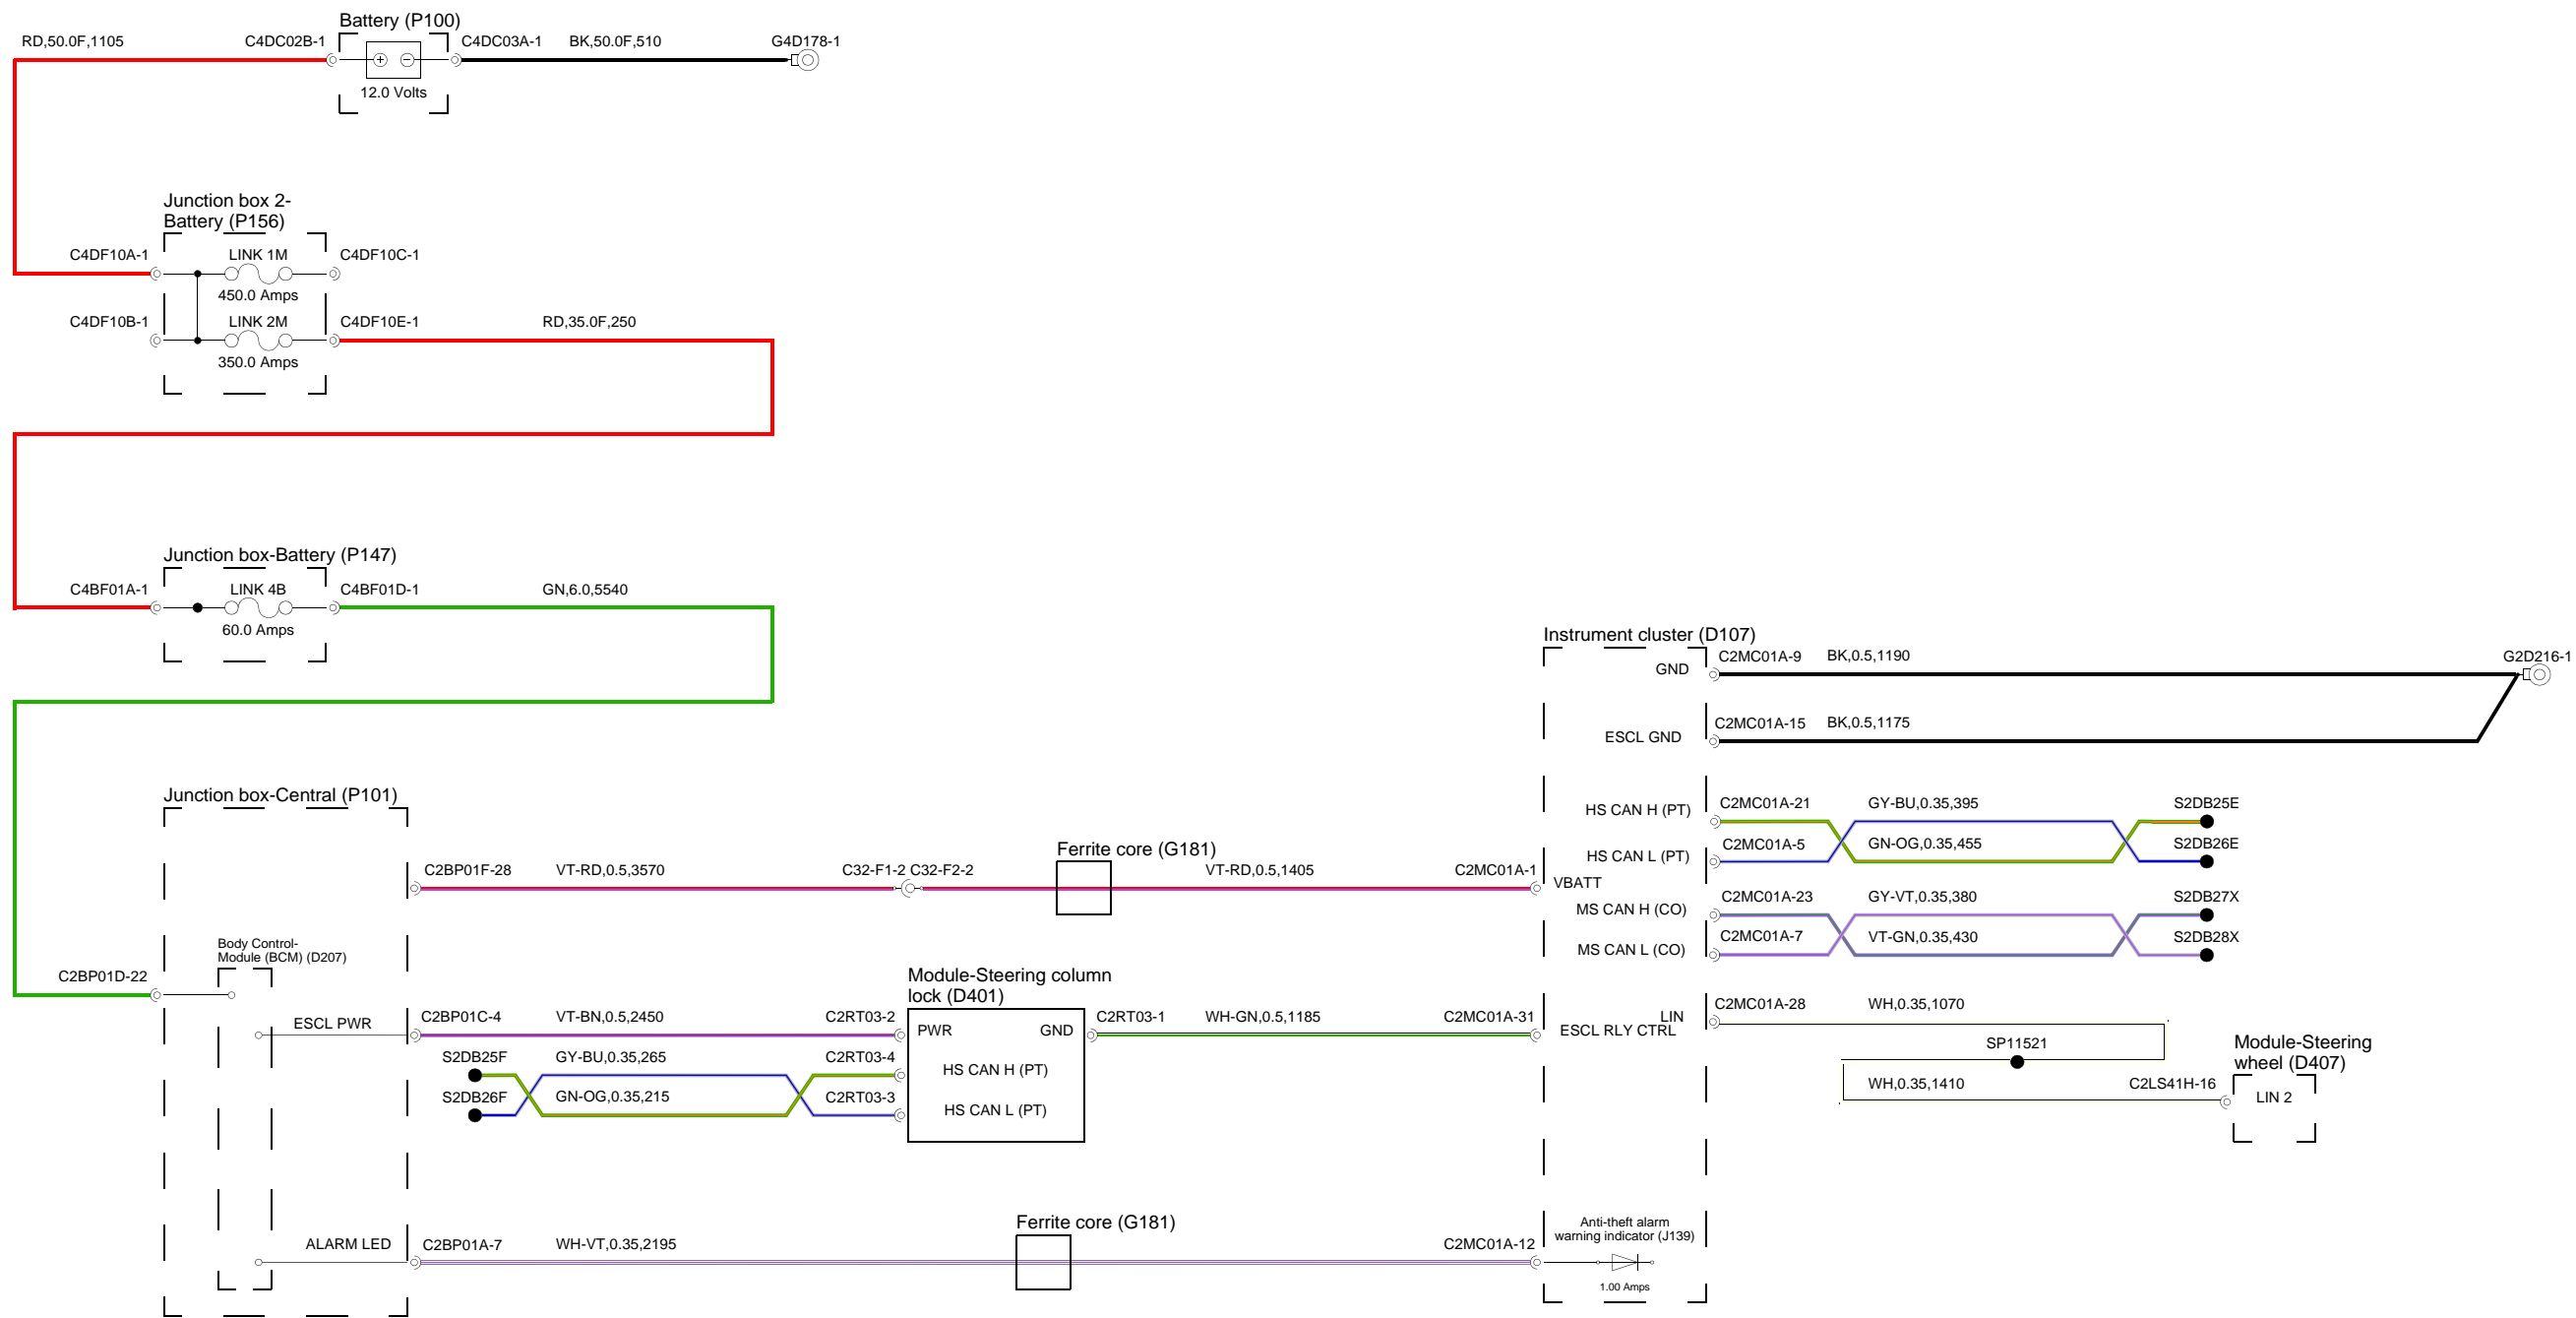 Battery (P100)
RD,50.0F,1105
C4DC02B-1
C4DC03A-1
BK,50.0F,510
G4D178-1
12.0 Volts
Junction box 2-
Battery (P156)
C4DF10A-1
LINK 1M
C4DF10C-1
450.0 Amps
C4DF10B-1
LINK 2M
C4DF10E-1
RD,35.0F,250
350.0 Amps
Junction box-Battery (P147)
C4BF01A-1
LINK 4B
C4BF01D-1
GN,6.0,5540
60.0 Amps
Instrument cluster (D107)
GND
C2MC01A-9
BK,0.5,1190
G2D216-1
ESCL GND
C2MC01A-15
BK,0.5,1175
Junction box-Central (P101)
HS CAN H (PT)
C2MC01A-21
GY-BU,0.35,395
S2DB25E
HS CAN L (PT)
C2MC01A-5
GN-OG,0.35,455
S2DB26E
Ferrite core (G181)
C2BP01F-28
VT-RD,0.5,3570
C32-F1-2 C32-F2-2
VT-RD,0.5,1405
C2MC01A-1
VBATT
MS CAN H (CO)
C2MC01A-23
GY-VT,0.35,380
S2DB27X
MS CAN L (CO)
C2MC01A-7
VT-GN,0.35,430
S2DB28X
Body Control-
Module (BCM) (D207)
C2BP01D-22
Module-Steering column
lock (D401)
ESCL PWR
C2BP01C-4
VT-BN,0.5,2450
C2RT03-2
PWR
GND
C2RT03-1
WH-GN,0.5,1185
C2MC01A-31
ESCL RLY CTRL
LIN
C2MC01A-28
WH,0.35,1070
S2DB25F
GY-BU,0.35,265
C2RT03-4
HS CAN H (PT)
S2DB26F
GN-OG,0.35,215
C2RT03-3
HS CAN L (PT)
SP11521
Module-Steering
wheel (D407)
WH,0.35,1410
C2LS41H-16
LIN 2
Ferrite core (G181)
ALARM LED
C2BP01A-7
WH-VT,0.35,2195
C2MC01A-12
Anti-theft alarm
warning indicator (J139)
1.00 Amps